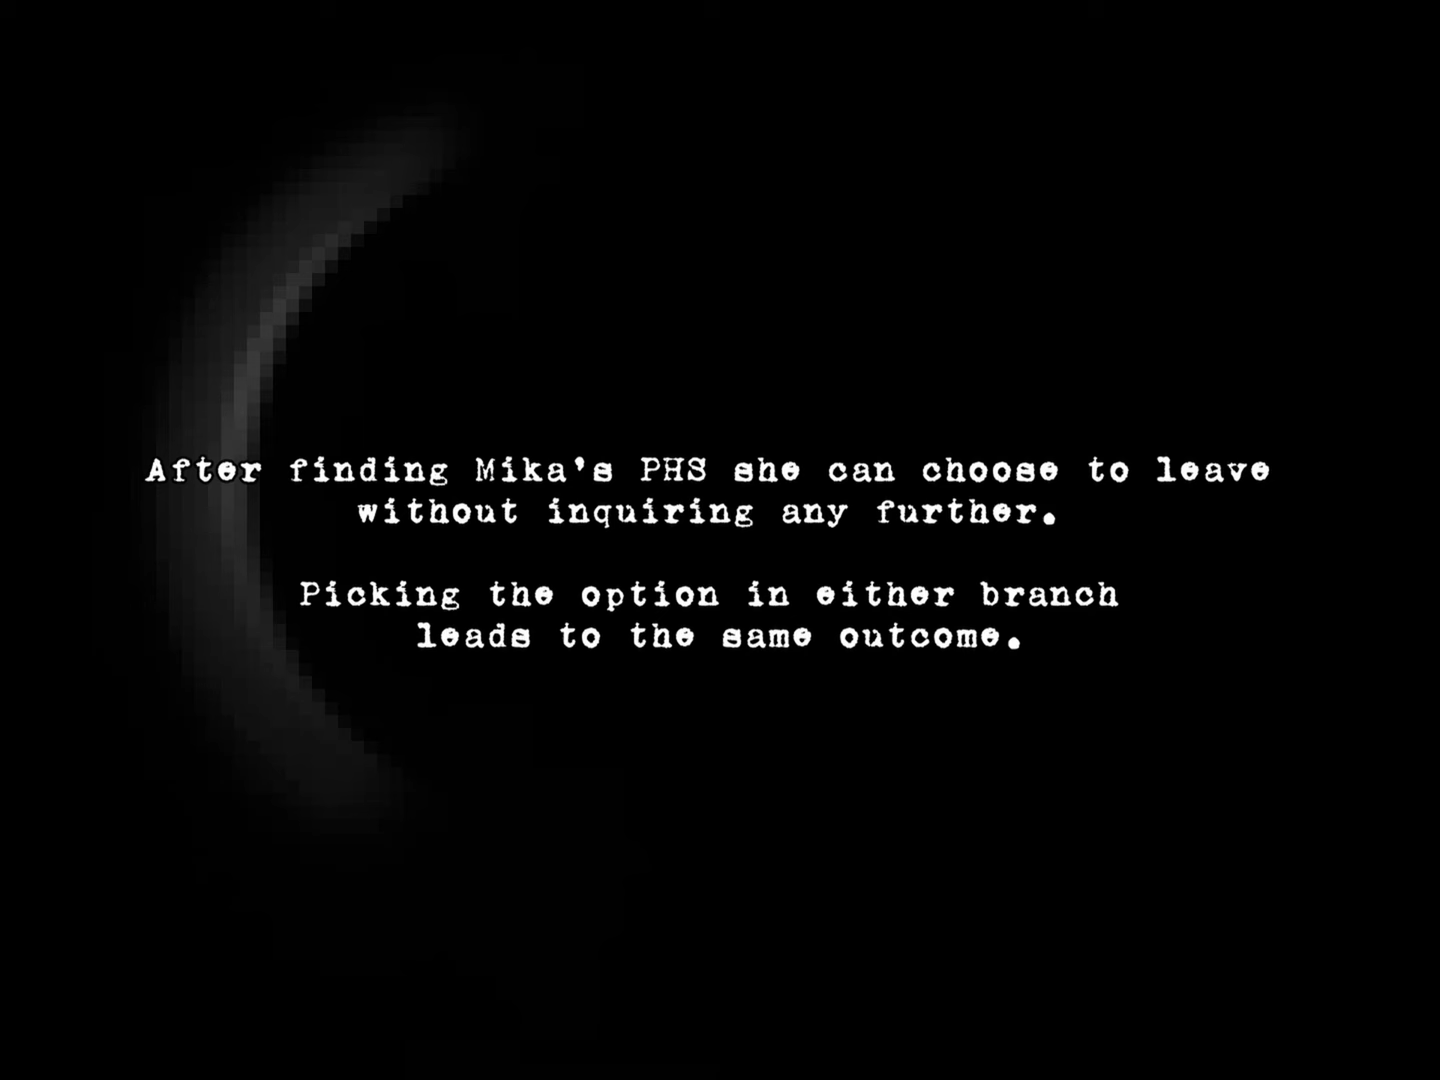 After finding Mika's PHS she can choose to leave
without inquiring any further.
Picking the option in either branch
leads to the same outcome.